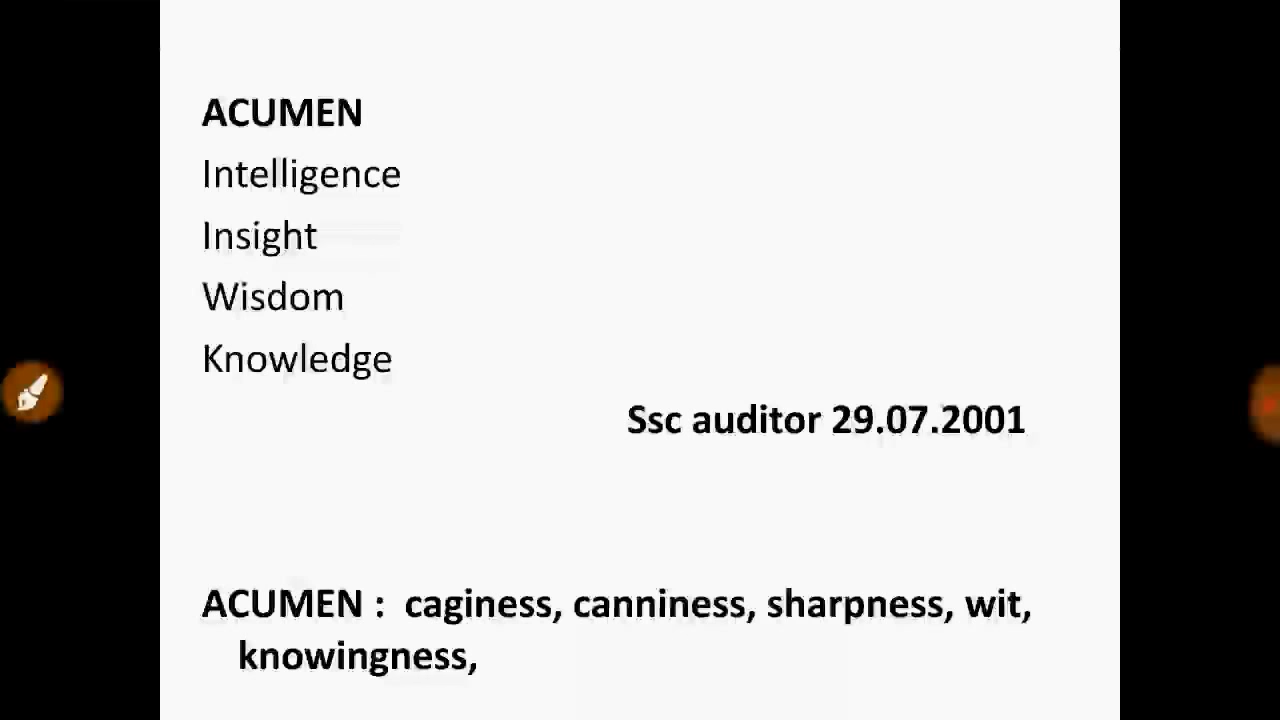 ACUMEN
Intelligence
Insight
Wisdom
Knowledge
Ssc auditor 29.07.2001
ACUMEN :  caginess, canniness, sharpness, wit,
knowingness,